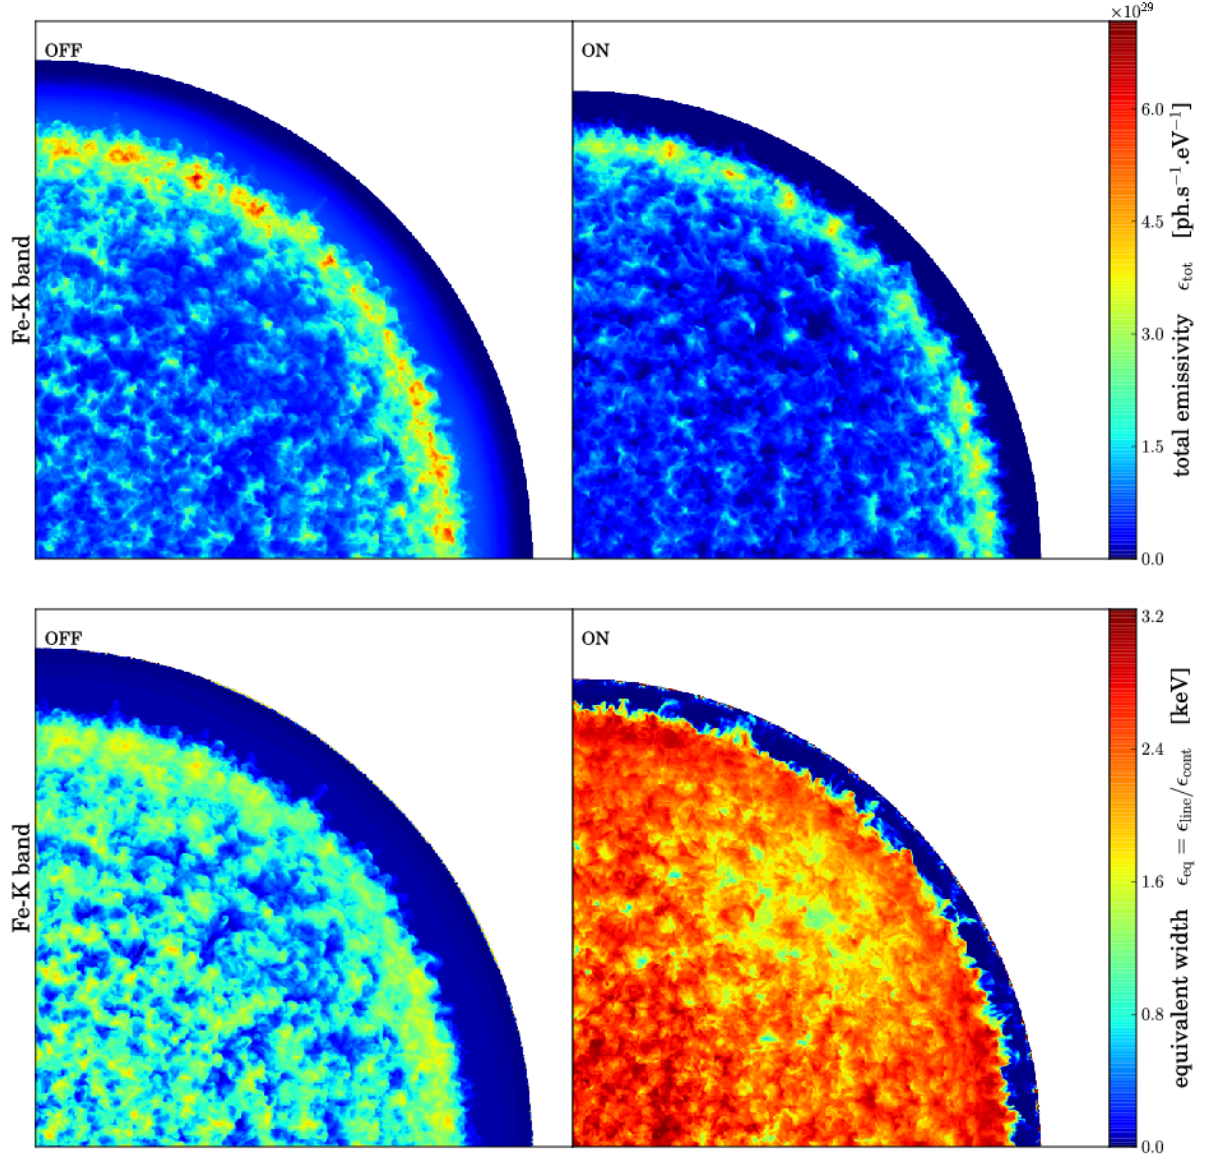 ×10²⁹
OFF
ON
Fe-K band
6.0
4.5
3.0
1.5
0.0
total emissivity ϵ_tot [ph.s⁻¹.eV⁻¹]
OFF
ON
Fe-K band
3.2
2.4
1.6
0.8
0.0
equivalent width ϵ_eq = ϵ_line/ϵ_cont [keV]